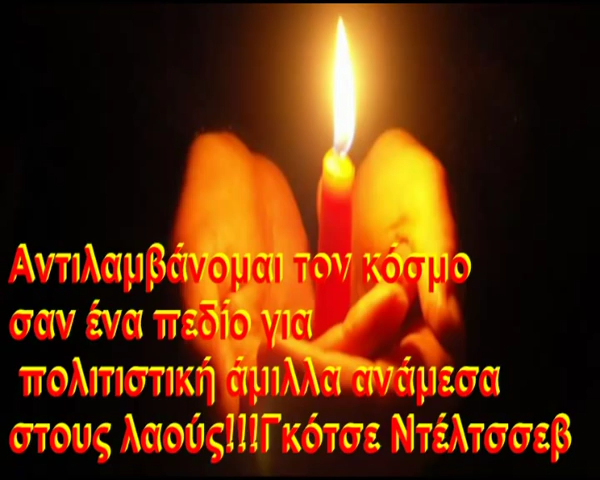 Αντιλαμβάνομαι τον κόσμο
σαν ένα πεδίο για
πολιτιστική άμιλλα ανάμεσα
στους λαούς!!!Γκότσε Ντέλτσσεβ